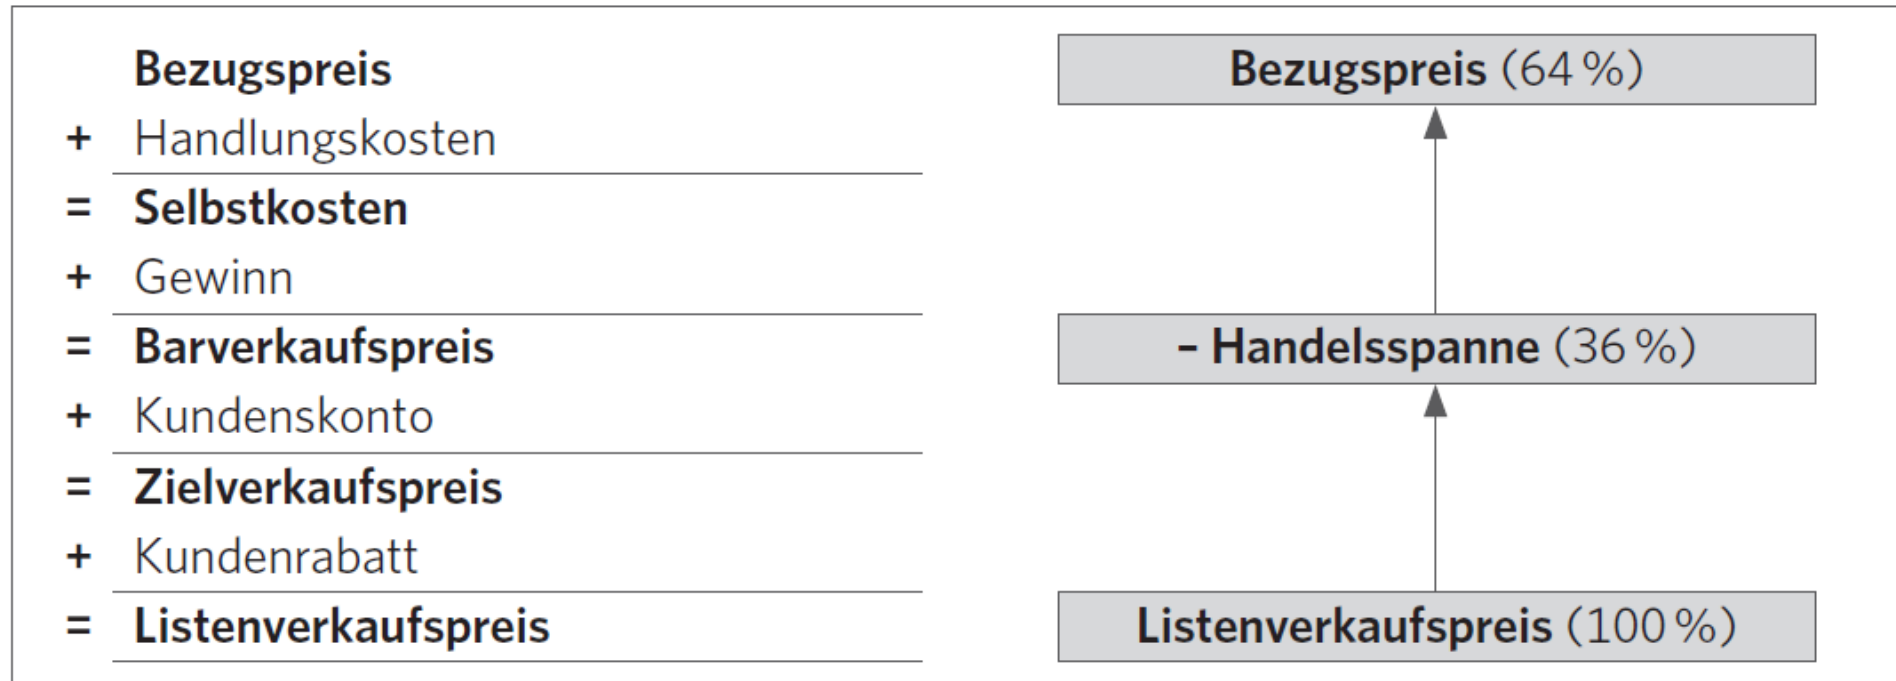 Bezugspreis
+ Handlungskosten
= Selbstkosten
+ Gewinn
= Barverkaufspreis
+ Kundenskonto
= Zielverkaufspreis
+ Kundenrabatt
= Listenverkaufspreis
Bezugspreis (64 %)
– Handelsspanne (36 %)
Listenverkaufspreis (100 %)